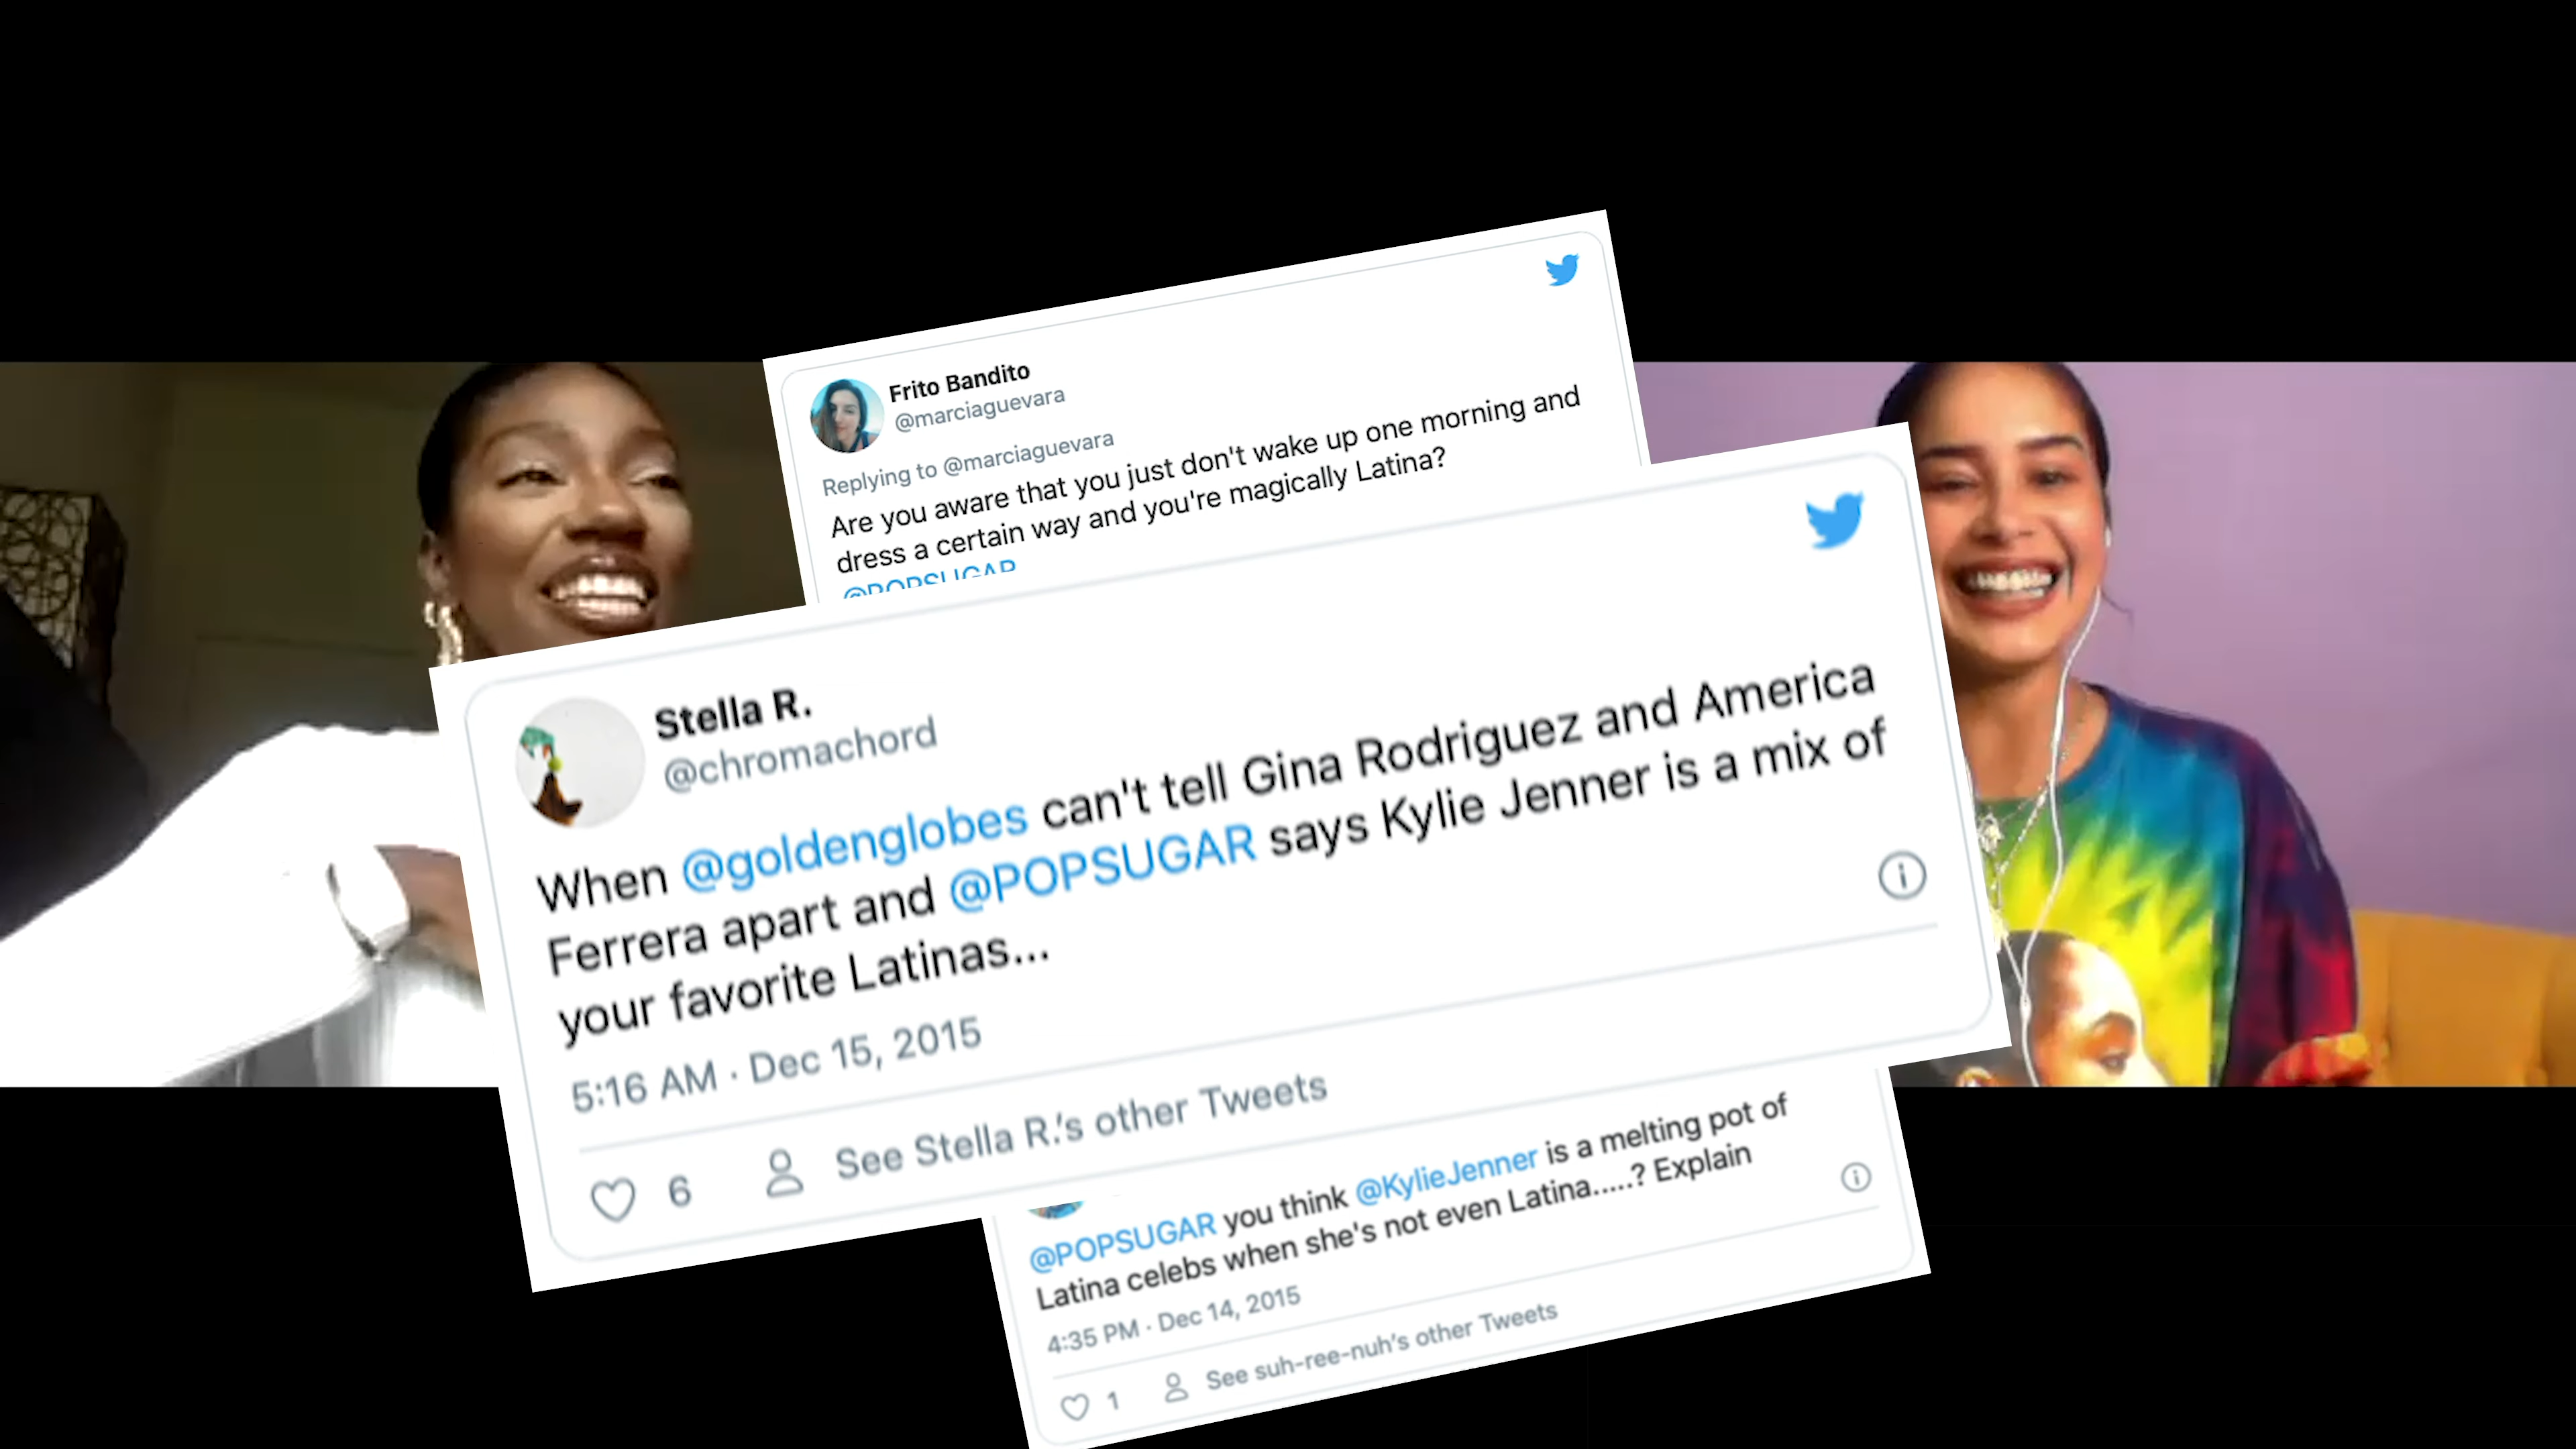 Frito Bandito
@marciaguevara
Replying to @marciaguevara
Are you aware that you just don't wake up one morning and
dress a certain way and you're magically Latina?
@POPSUGAR
Stella R.
@chromachord
When @goldenglobes can't tell Gina Rodriguez and America
Ferrera apart and @POPSUGAR says Kylie Jenner is a mix of
your favorite Latinas...
5:16 AM · Dec 15, 2015
6
See Stella R.'s other Tweets
@POPSUGAR you think @KylieJenner is a melting pot of
Latina celebs when she's not even Latina.....? Explain
4:35 PM · Dec 14, 2015
1
See suh-ree-nuh's other Tweets